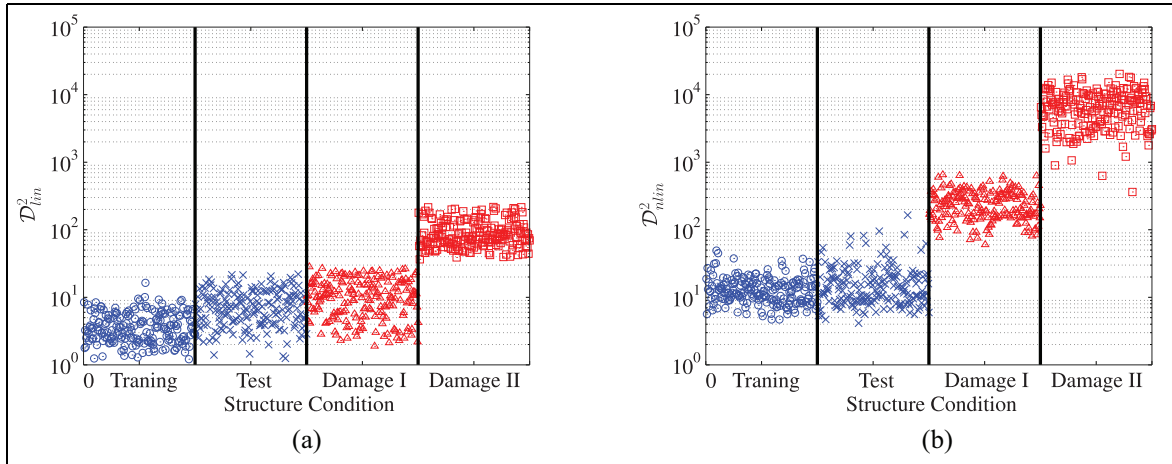 10^5
10^4
10^3
10^2
10^1
10^0
𝒟²_lin
0 Traning Test Damage I Damage II
Structure Condition
(a)
10^5
10^4
10^3
10^2
10^1
10^0
𝒟²_nlin
0 Traning Test Damage I Damage II
Structure Condition
(b)